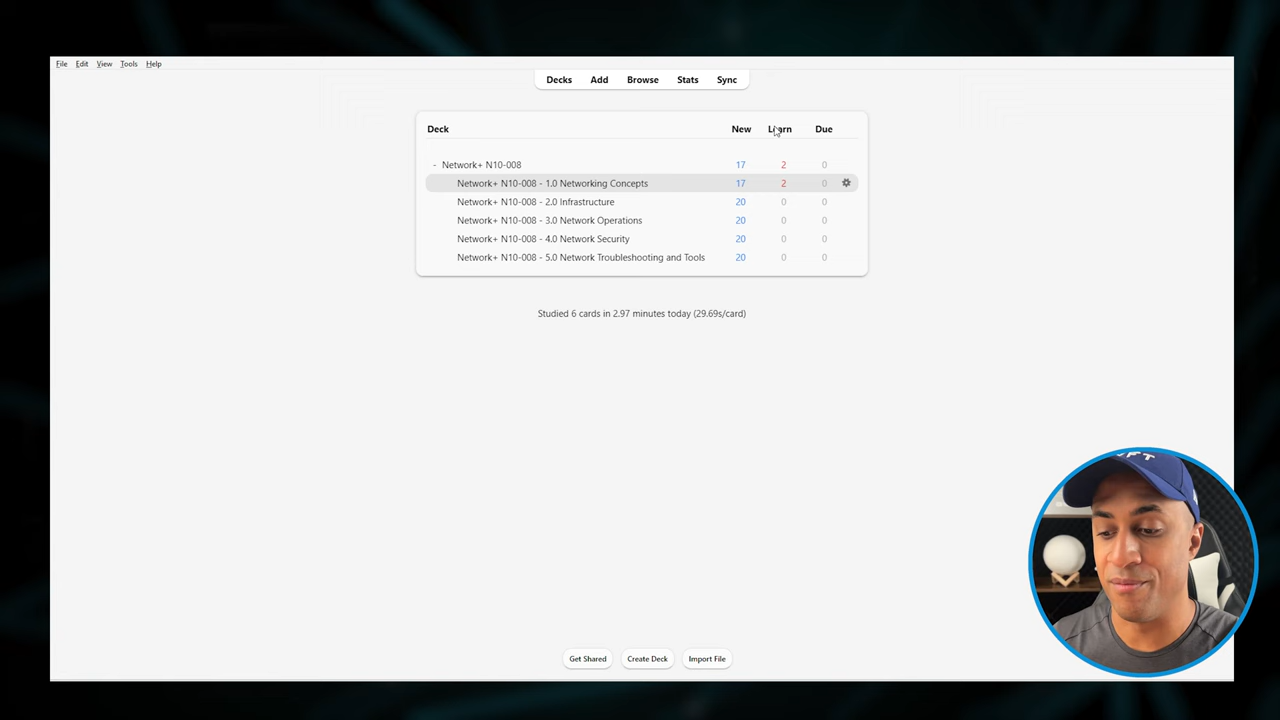 File Edit View Tools Help
Decks Add Browse Stats Sync
Deck New Learn Due
- Network+ N10-008 17 2 0
Network+ N10-008 - 1.0 Networking Concepts 17 2 0
Network+ N10-008 - 2.0 Infrastructure 20 0 0
Network+ N10-008 - 3.0 Network Operations 20 0 0
Network+ N10-008 - 4.0 Network Security 20 0 0
Network+ N10-008 - 5.0 Network Troubleshooting and Tools 20 0 0
Studied 6 cards in 2.97 minutes today (29.69s/card)
Get Shared Create Deck Import File